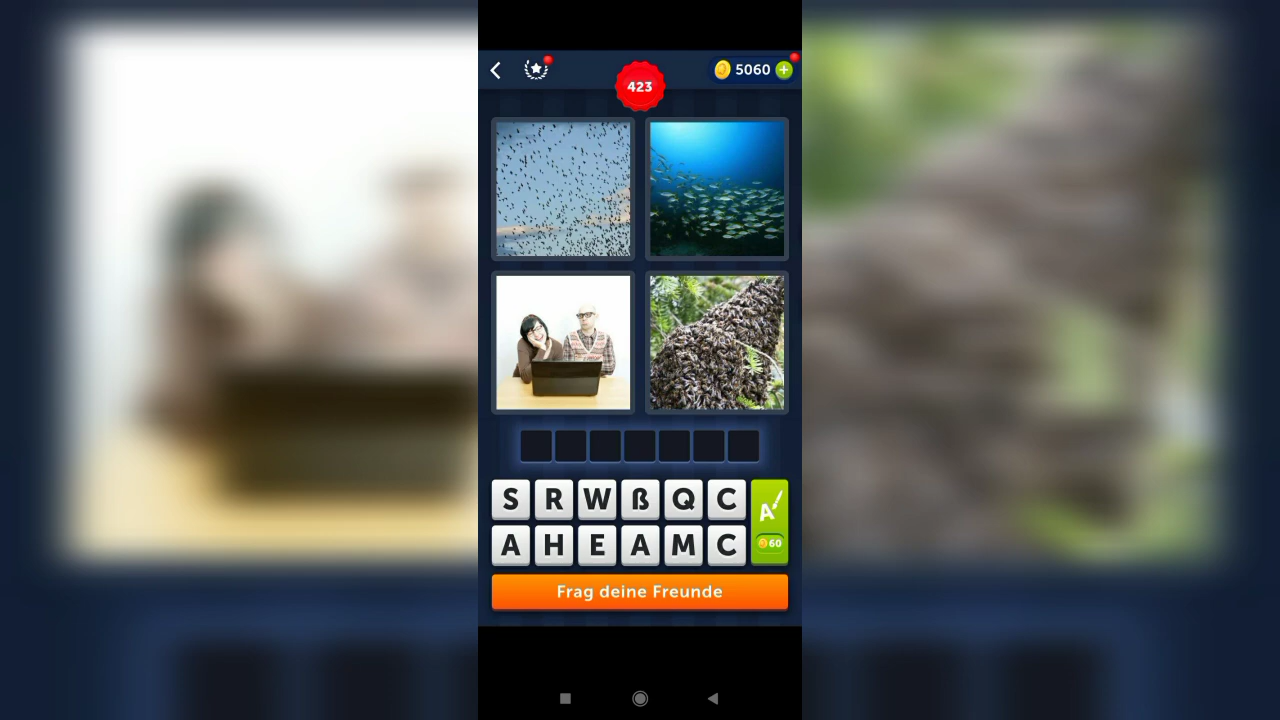 5060
423
S R W ß Q C
A H E A M C
A
60
Frag deine Freunde